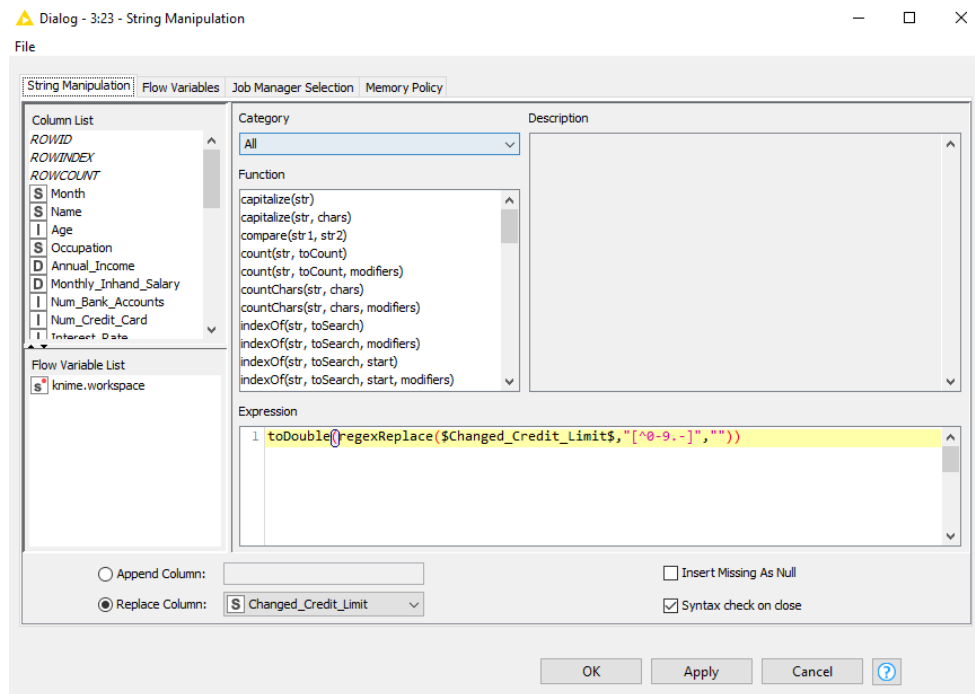 Dialog - 3:23 - String Manipulation
File
String Manipulation Flow Variables Job Manager Selection Memory Policy
Column List
ROWID
ROWINDEX
ROWCOUNT
S Month
S Name
I Age
S Occupation
D Annual_Income
D Monthly_Inhand_Salary
I Num_Bank_Accounts
I Num_Credit_Card
I Interest_Rate
Flow Variable List
s knime.workspace
Category
All
Function
capitalize(str)
capitalize(str, chars)
compare(str1, str2)
count(str, toCount)
count(str, toCount, modifiers)
countChars(str, chars)
countChars(str, chars, modifiers)
indexOf(str, toSearch)
indexOf(str, toSearch, modifiers)
indexOf(str, toSearch, start)
indexOf(str, toSearch, start, modifiers)
Description
Expression
1 toDouble(regexReplace($Changed_Credit_Limit$,"[^0-9.-]",""))
Append Column:
Insert Missing As Null
Replace Column: S Changed_Credit_Limit
Syntax check on close
OK Apply Cancel ?